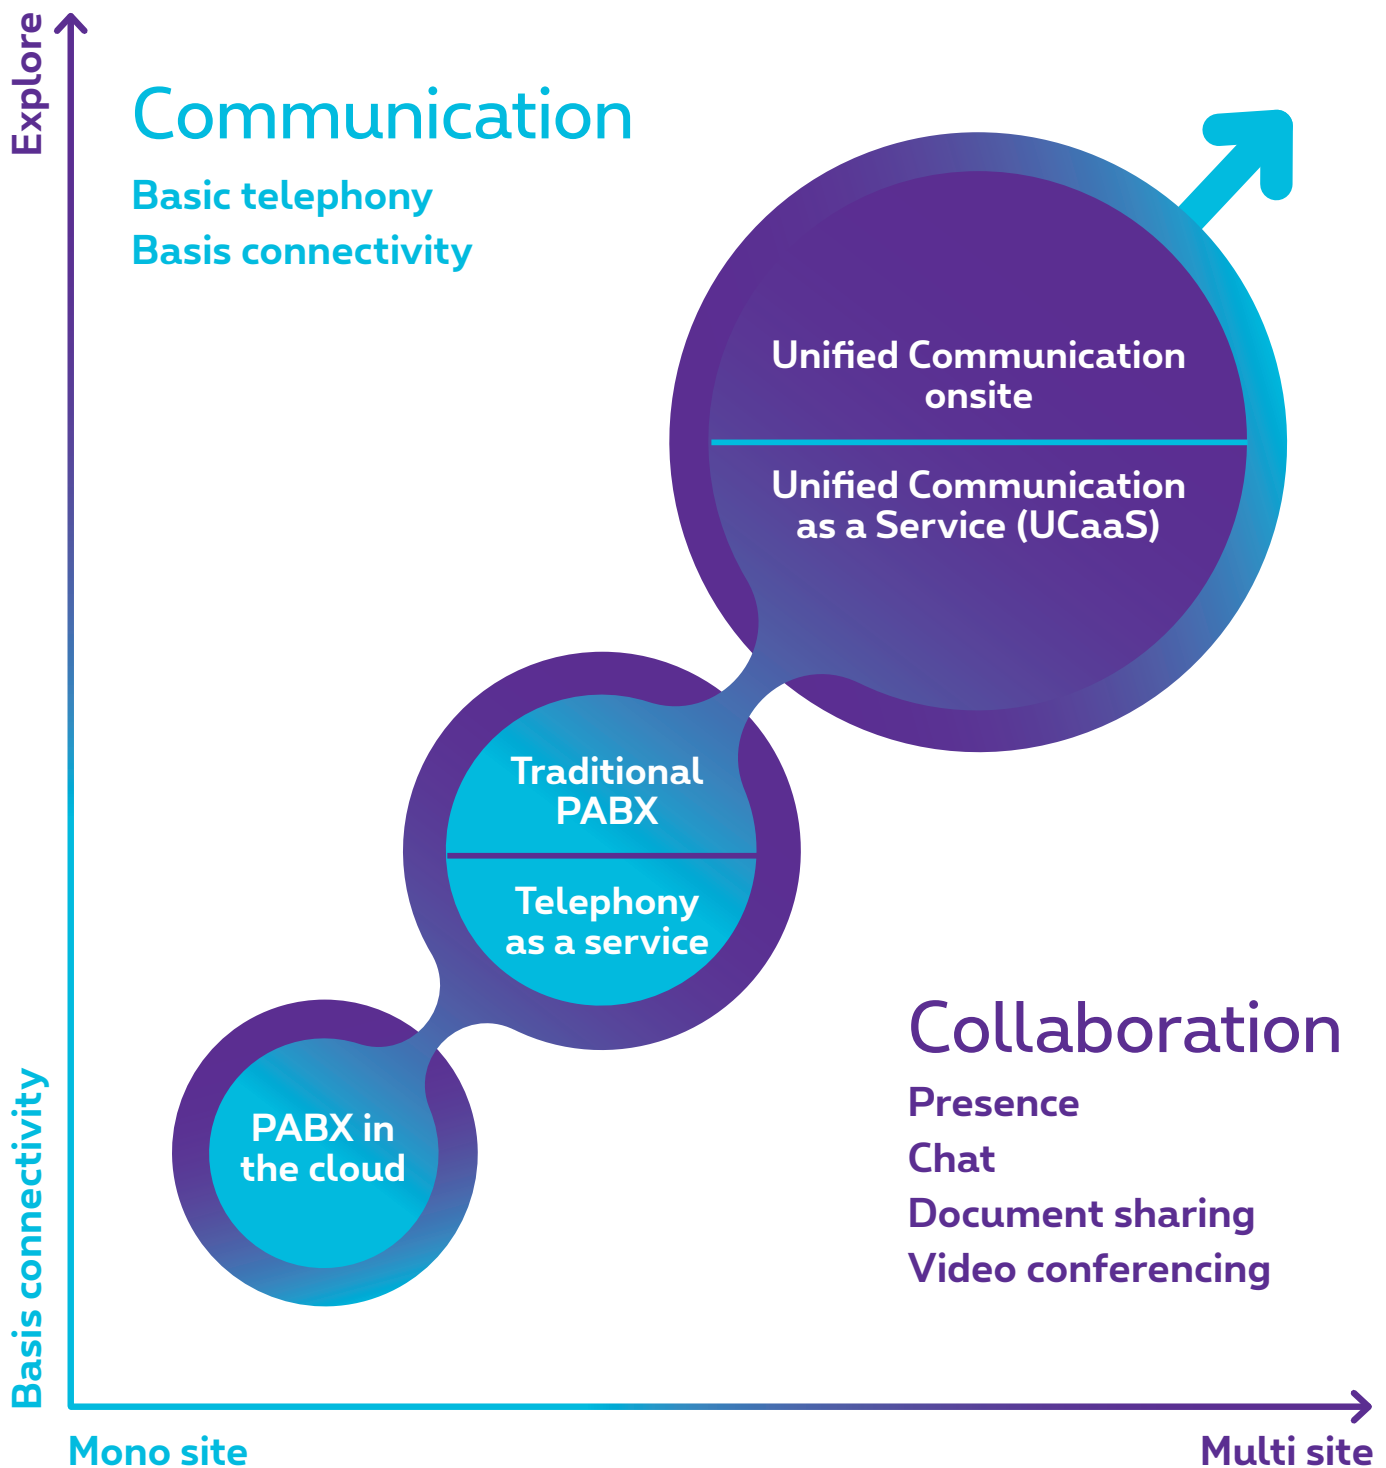 Explore
Communication
Basic telephony
Basis connectivity
Unified Communication
onsite
Unified Communication
as a Service (UCaaS)
Traditional
PABX
Telephony
as a service
PABX in
the cloud
Collaboration
Presence
Chat
Document sharing
Video conferencing
Basis connectivity
Mono site
Multi site